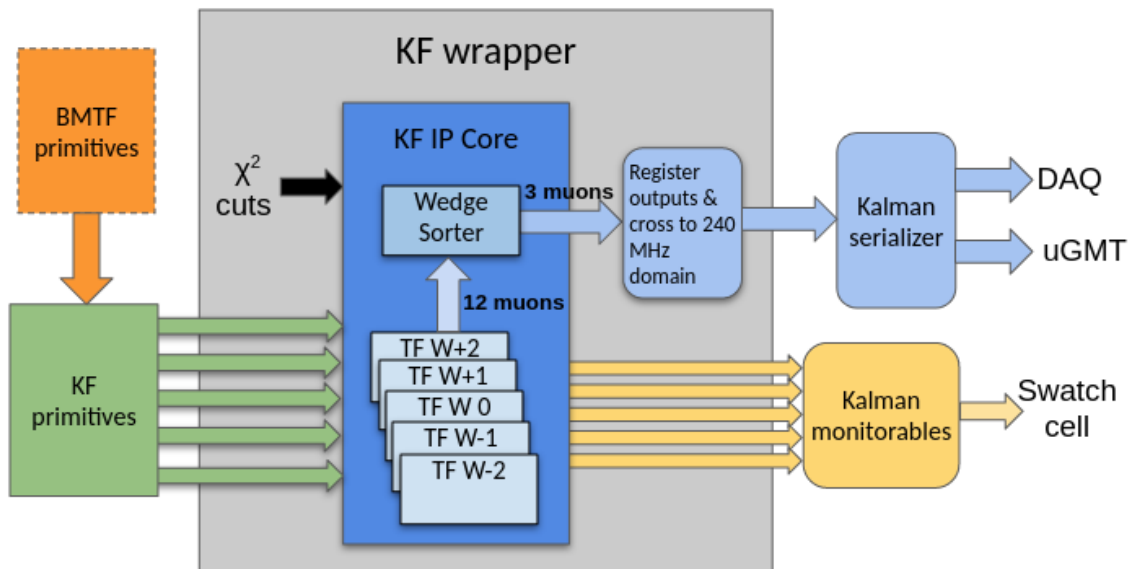 KF wrapper
BMTF
primitives
KF
primitives
χ²
cuts
KF IP Core
Wedge
Sorter
3 muons
12 muons
TF W+2
TF W+1
TF W 0
TF W-1
TF W-2
Register
outputs &
cross to 240
MHz
domain
Kalman
serializer
DAQ
uGMT
Kalman
monitorables
Swatch
cell